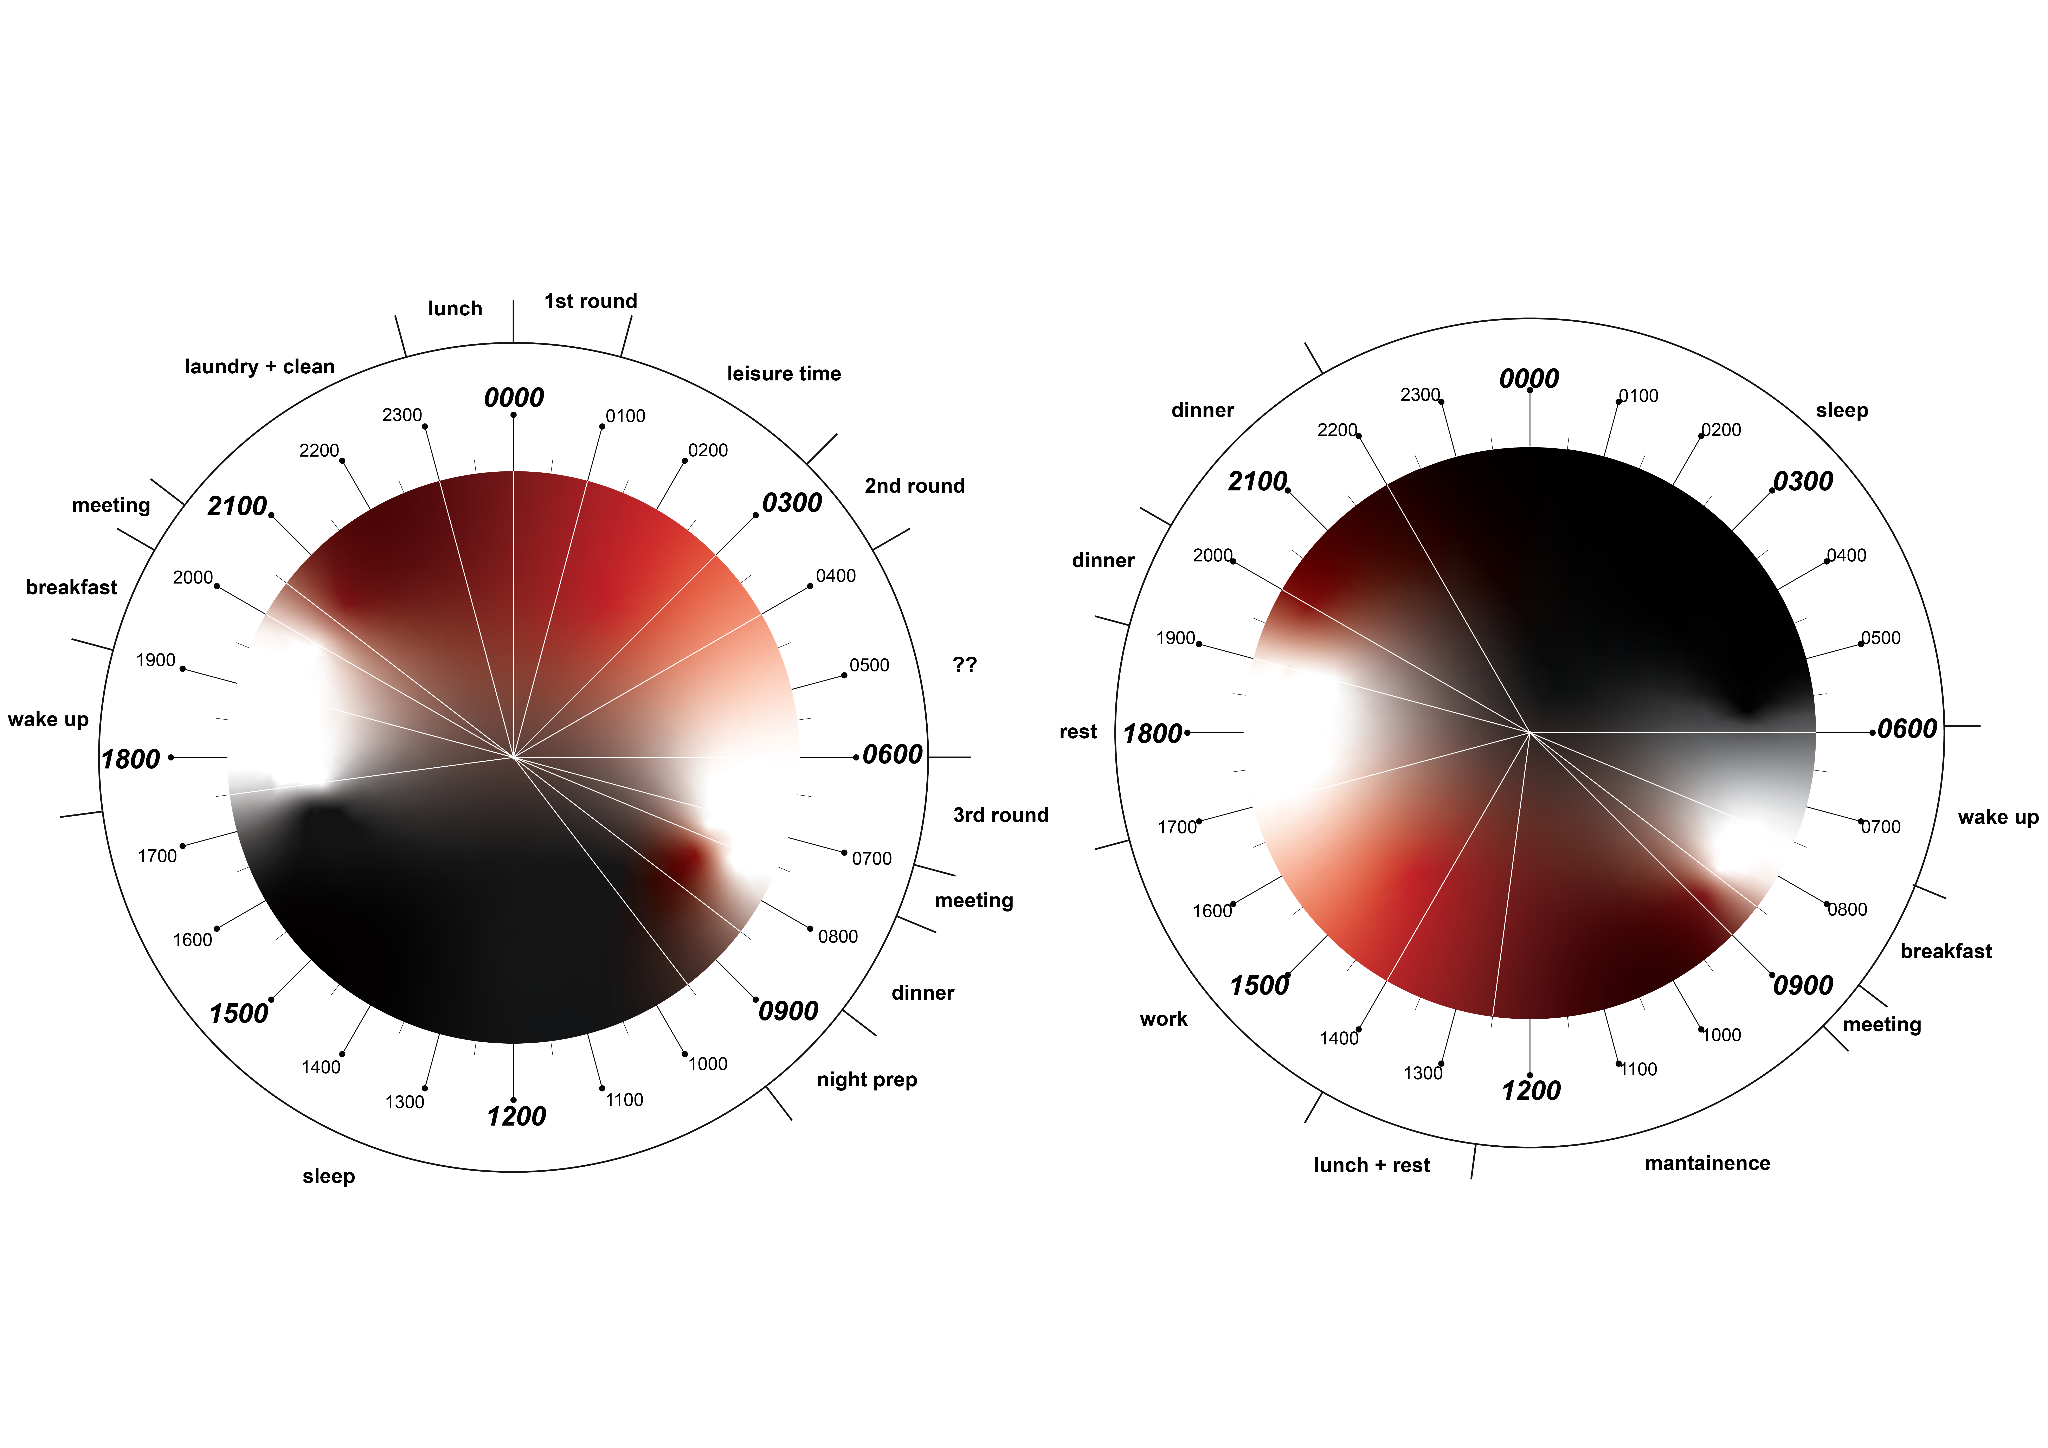 lunch
1st round
laundry + clean
leisure time
meeting
2nd round
breakfast
??
wake up
3rd round
meeting
dinner
night prep
sleep
0000
0100
0200
0300
0400
0500
0600
0700
0800
0900
1000
1100
1200
1300
1400
1500
1600
1700
1800
1900
2000
2100
2200
2300
dinner
sleep
dinner
rest
wake up
breakfast
work
meeting
lunch + rest
mantainence
0000
0100
0200
0300
0400
0500
0600
0700
0800
0900
1000
1100
1200
1300
1400
1500
1600
1700
1800
1900
2000
2100
2200
2300